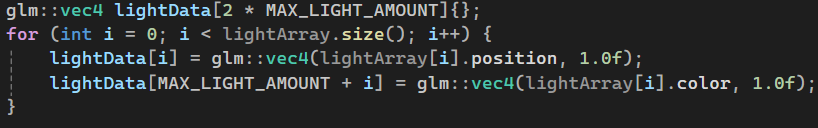 glm::vec4 lightData[2 * MAX_LIGHT_AMOUNT]{};
for (int i = 0; i < lightArray.size(); i++) {
    lightData[i] = glm::vec4(lightArray[i].position, 1.0f);
    lightData[MAX_LIGHT_AMOUNT + i] = glm::vec4(lightArray[i].color, 1.0f);
}